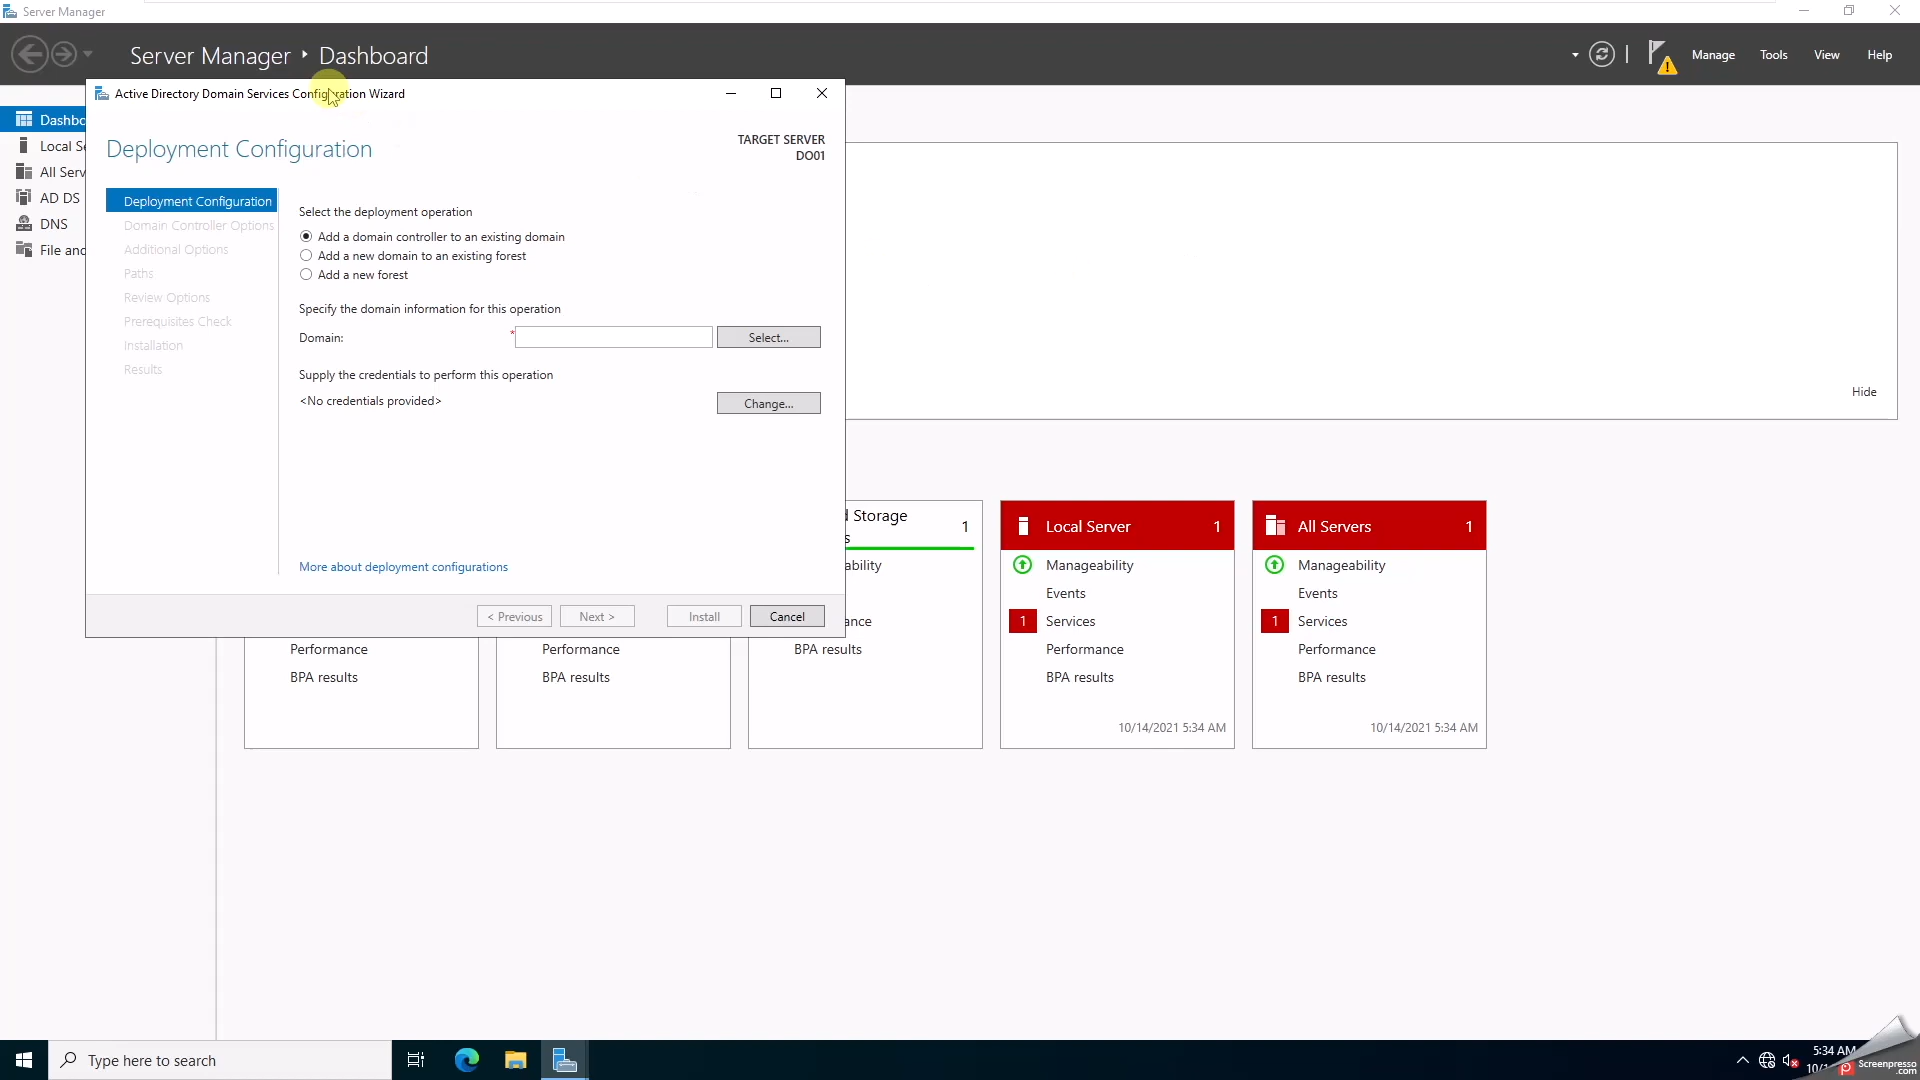 Server Manager
Server Manager ‣ Dashboard
Manage Tools View Help
Active Directory Domain Services Configuration Wizard
Deployment Configuration
TARGET SERVER
DO01
Deployment Configuration
Domain Controller Options
Additional Options
Paths
Review Options
Prerequisites Check
Installation
Results
Select the deployment operation
Add a domain controller to an existing domain
Add a new domain to an existing forest
Add a new forest
Specify the domain information for this operation
Domain: * Select...
Supply the credentials to perform this operation
<No credentials provided> Change...
More about deployment configurations
< Previous Next > Install Cancel
Dashbo
Local Se
All Serv
AD DS
DNS
File and
Hide
Performance
BPA results
Performance
BPA results
d Storage 1
s
ability
ance
BPA results
Local Server 1
Manageability
Events
1 Services
Performance
BPA results
10/14/2021 5:34 AM
All Servers 1
Manageability
Events
1 Services
Performance
BPA results
10/14/2021 5:34 AM
Type here to search
5:34 AM
10/1
Screenpresso
.com